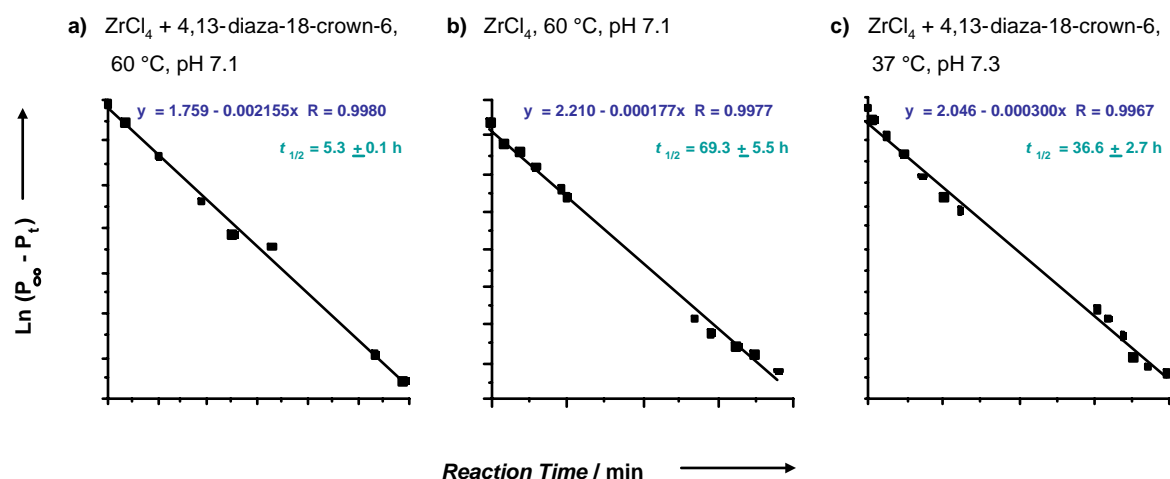 a) ZrCl4 + 4,13-diaza-18-crown-6,
60 °C, pH 7.1
y = 1.759 - 0.002155x R = 0.9980
t 1/2 = 5.3 ± 0.1 h
b) ZrCl4, 60 °C, pH 7.1
y = 2.210 - 0.000177x R = 0.9977
t 1/2 = 69.3 ± 5.5 h
c) ZrCl4 + 4,13-diaza-18-crown-6,
37 °C, pH 7.3
y = 2.046 - 0.000300x R = 0.9967
t 1/2 = 36.6 ± 2.7 h
Ln (P∞ - Pt)
Reaction Time / min